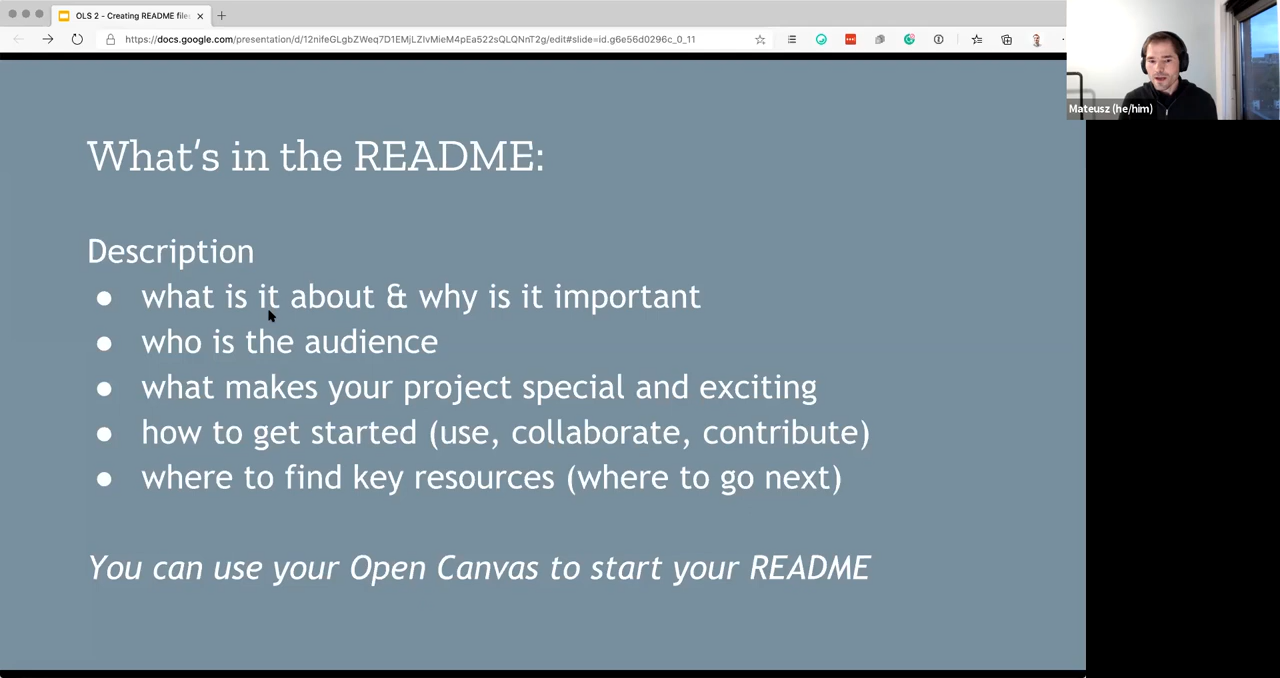 OLS 2 - Creating README file
https://docs.google.com/presentation/d/12nifeGLgbZWeq7D1EMjLZIvMieM4pEa522sQLQNnT2g/edit#slide=id.g6e56d0296c_0_11
Mateusz (he/him)
What's in the README:
Description
● what is it about & why is it important
● who is the audience
● what makes your project special and exciting
● how to get started (use, collaborate, contribute)
● where to find key resources (where to go next)
You can use your Open Canvas to start your README